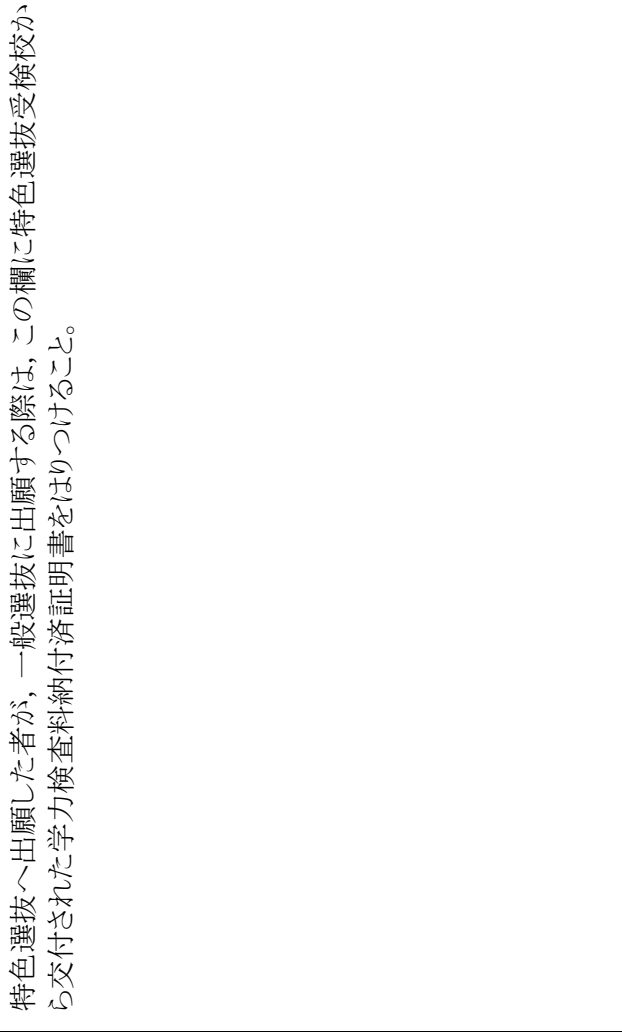 特色選抜へ出願した者が，一般選抜に出願する際は，この欄に特色選抜受検校か
ら交付された学力検査料納付済証明書をはりつけること。